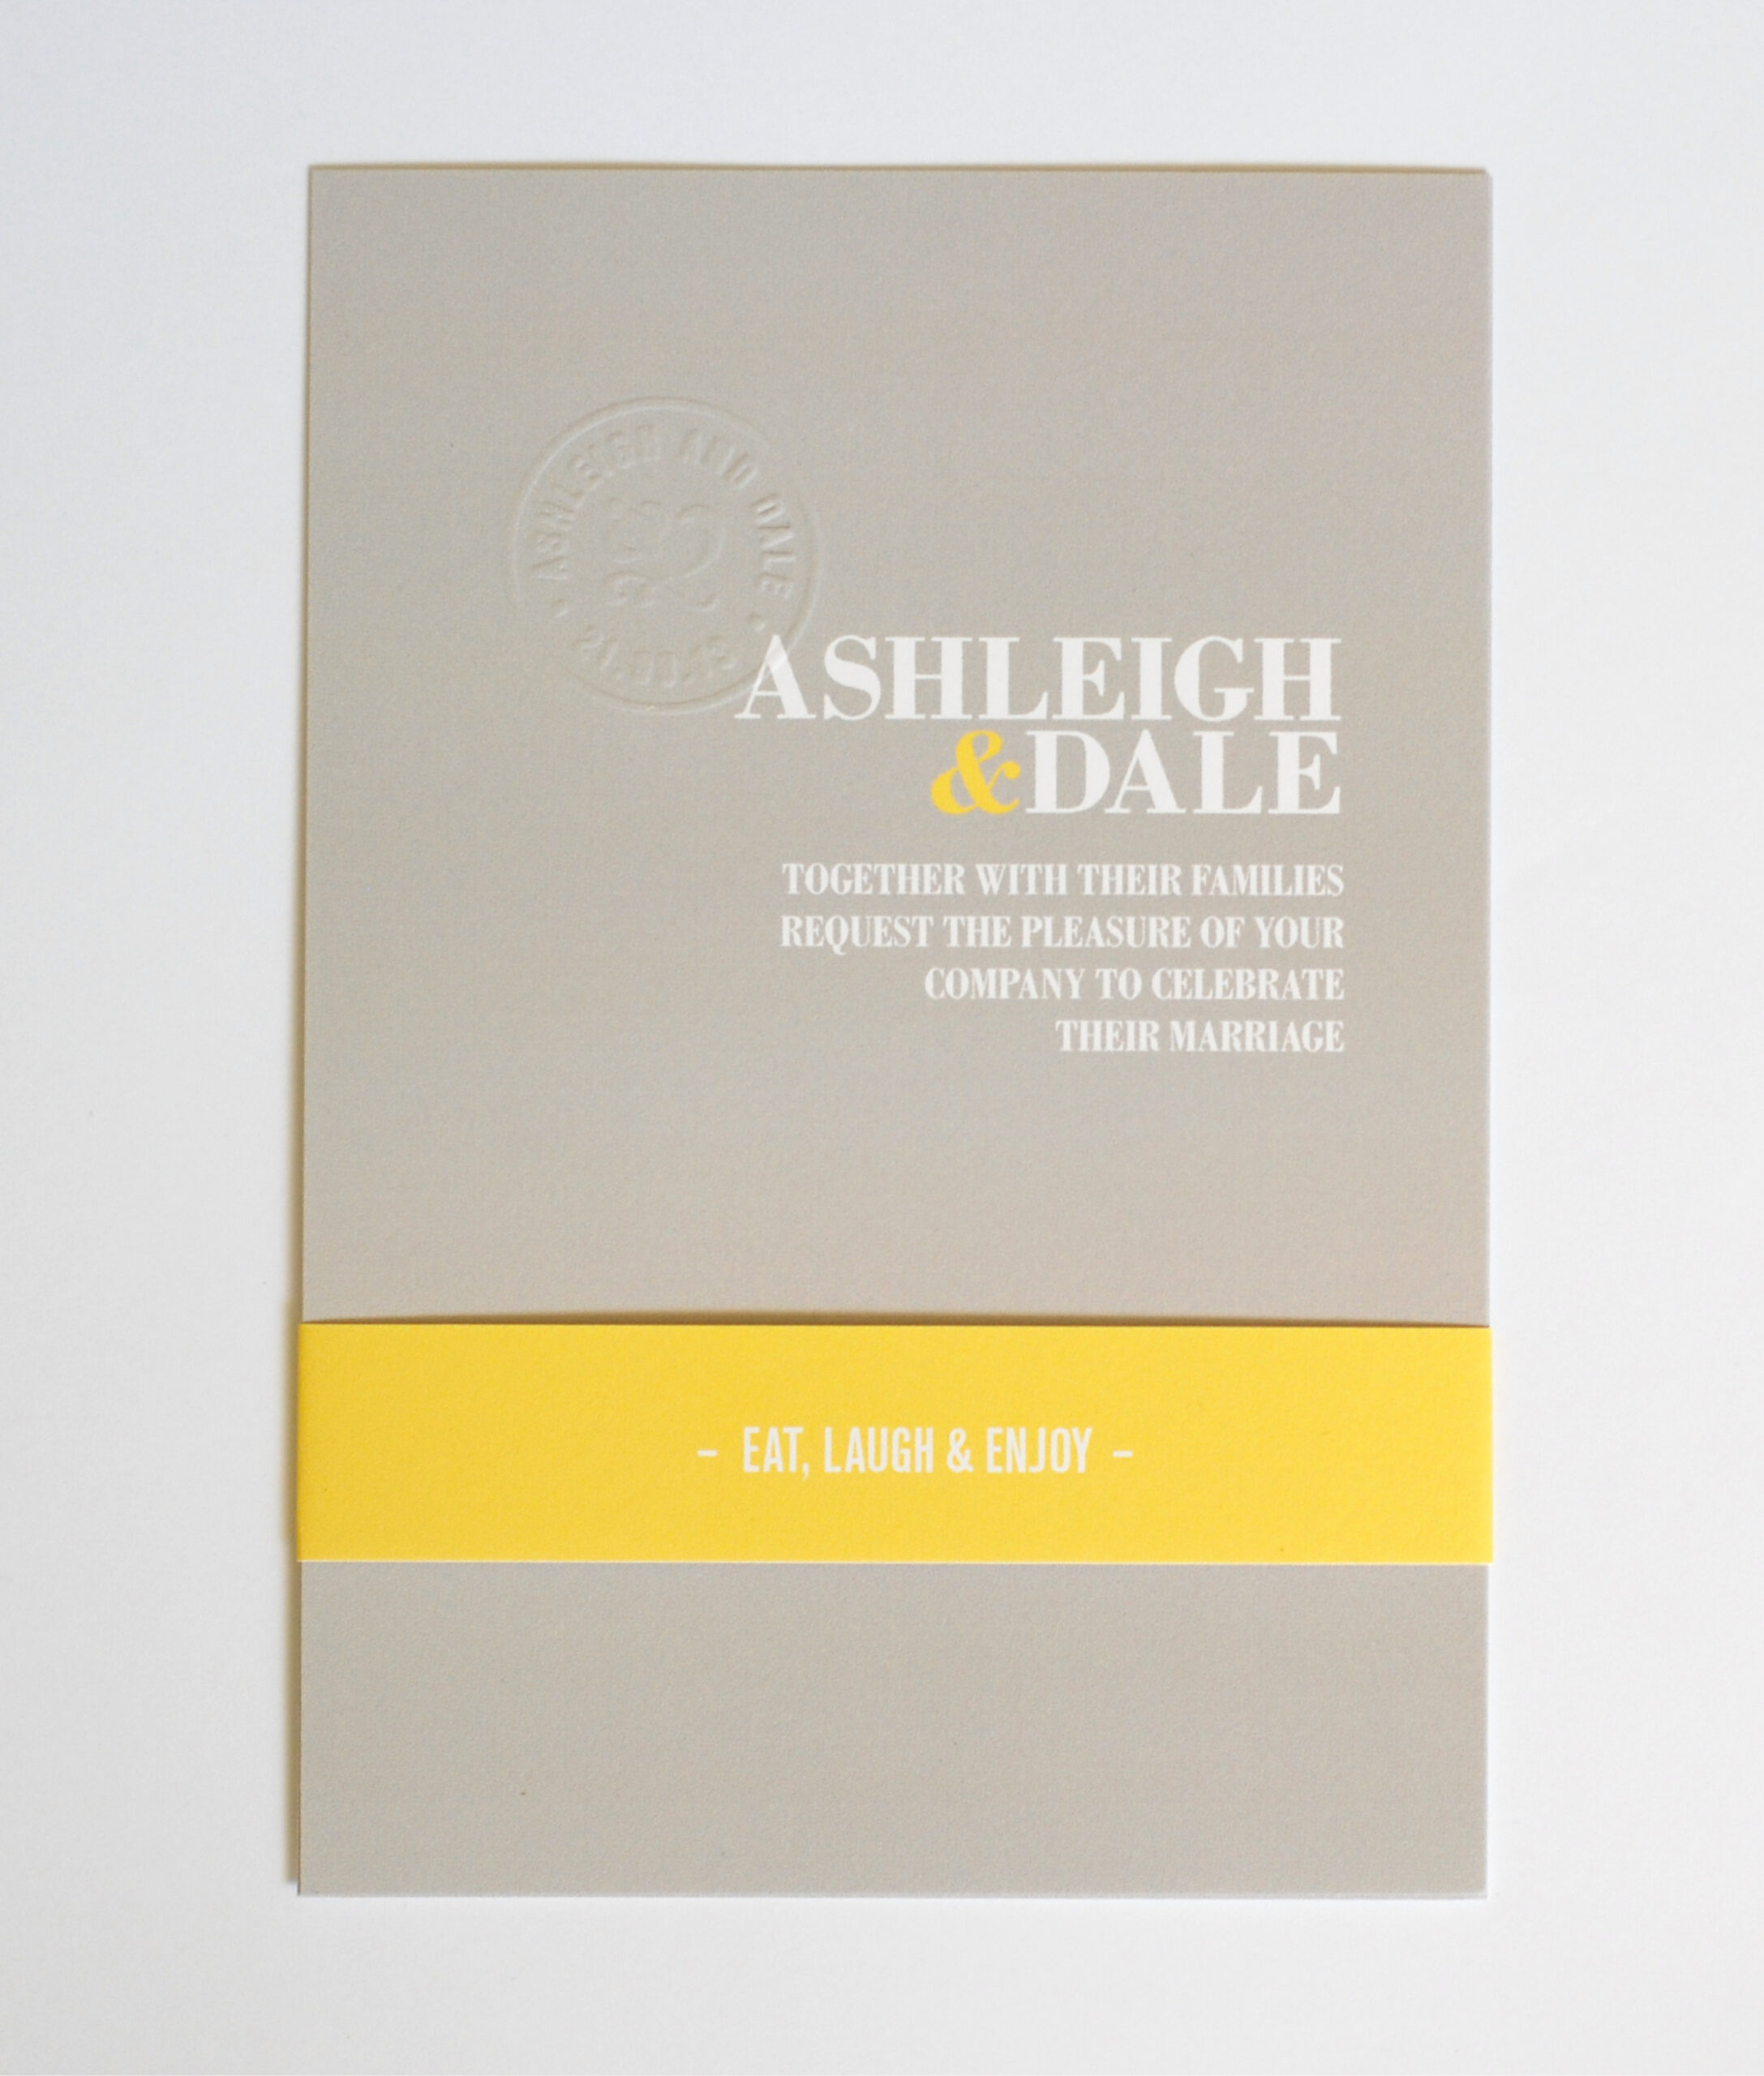 ASHLEIGH AND DALE
ASHLEIGH
&DALE
TOGETHER WITH THEIR FAMILIES
REQUEST THE PLEASURE OF YOUR
COMPANY TO CELEBRATE
THEIR MARRIAGE
– EAT, LAUGH & ENJOY –